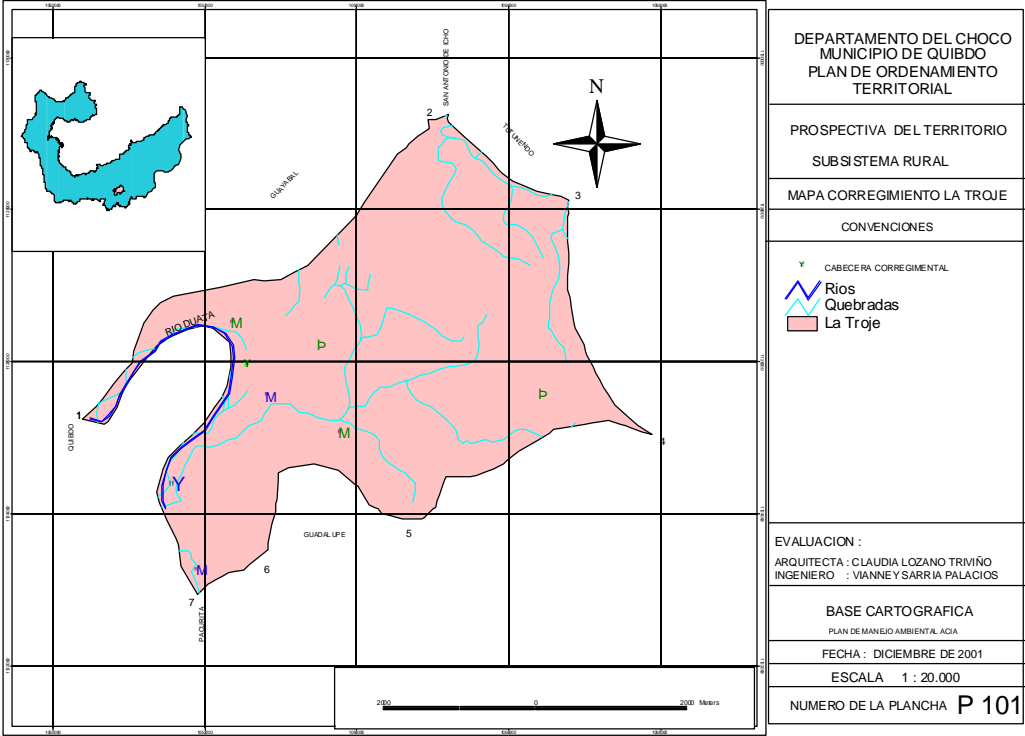 DEPARTAMENTO DEL CHOCO
MUNICIPIO DE QUIBDO
PLAN DE ORDENAMIENTO
TERRITORIAL
PROSPECTIVA DEL TERRITORIO
SUBSISTEMA RURAL
MAPA CORREGIMIENTO LA TROJE
CONVENCIONES
CABECERA CORREGIMENTAL
Rios
Quebradas
La Troje
EVALUACION :
ARQUITECTA : CLAUDIA LOZANO TRIVIÑO
INGENIERO : VIANNEY SARRIA PALACIOS
BASE CARTOGRAFICA
PLAN DE MANEJO AMBIENTAL ACIA
FECHA : DICIEMBRE DE 2001
ESCALA 1 : 20.000
NUMERO DE LA PLANCHA P 101
N
SAN ANTONIO DE ICHO
TUTUNENDO
GUAYABAL
RIO DUATA
QUIBDO
GUADALUPE
PACURITA
1
2
3
4
5
6
7
M
Þ
M
Þ
M
Y
M
2000 0 2000 Meters